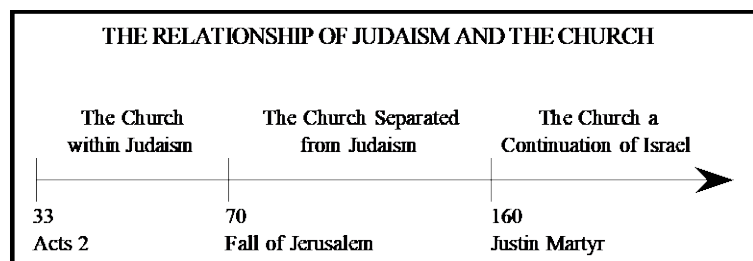 THE RELATIONSHIP OF JUDAISM AND THE CHURCH
The Church
within Judaism
The Church Separated
from Judaism
The Church a
Continuation of Israel
33
Acts 2
70
Fall of Jerusalem
160
Justin Martyr